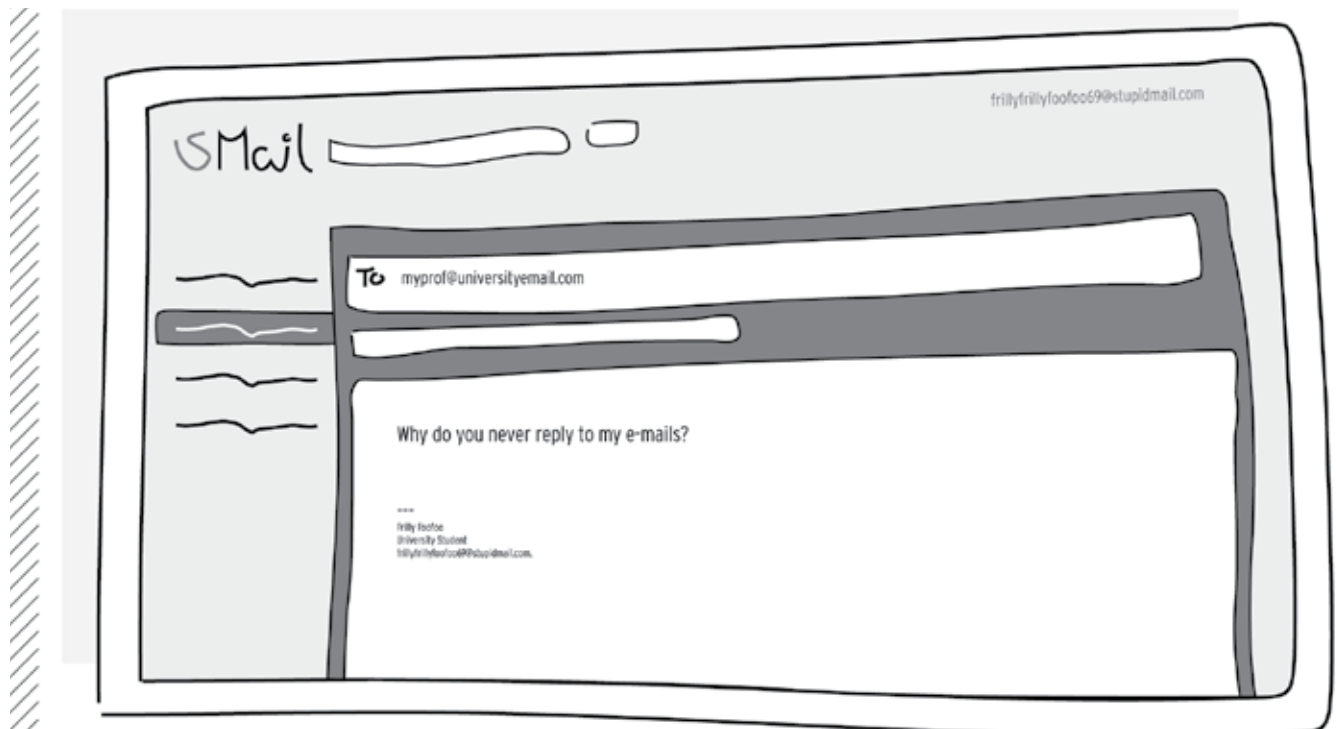 frillyfrillyfoofoo69@stupidmail.com
SMail
To myprof@universityemail.com
Why do you never reply to my e-mails?
---
Frilly Foofoo
University Student
frillyfrillyfoofoo69@stupidmail.com